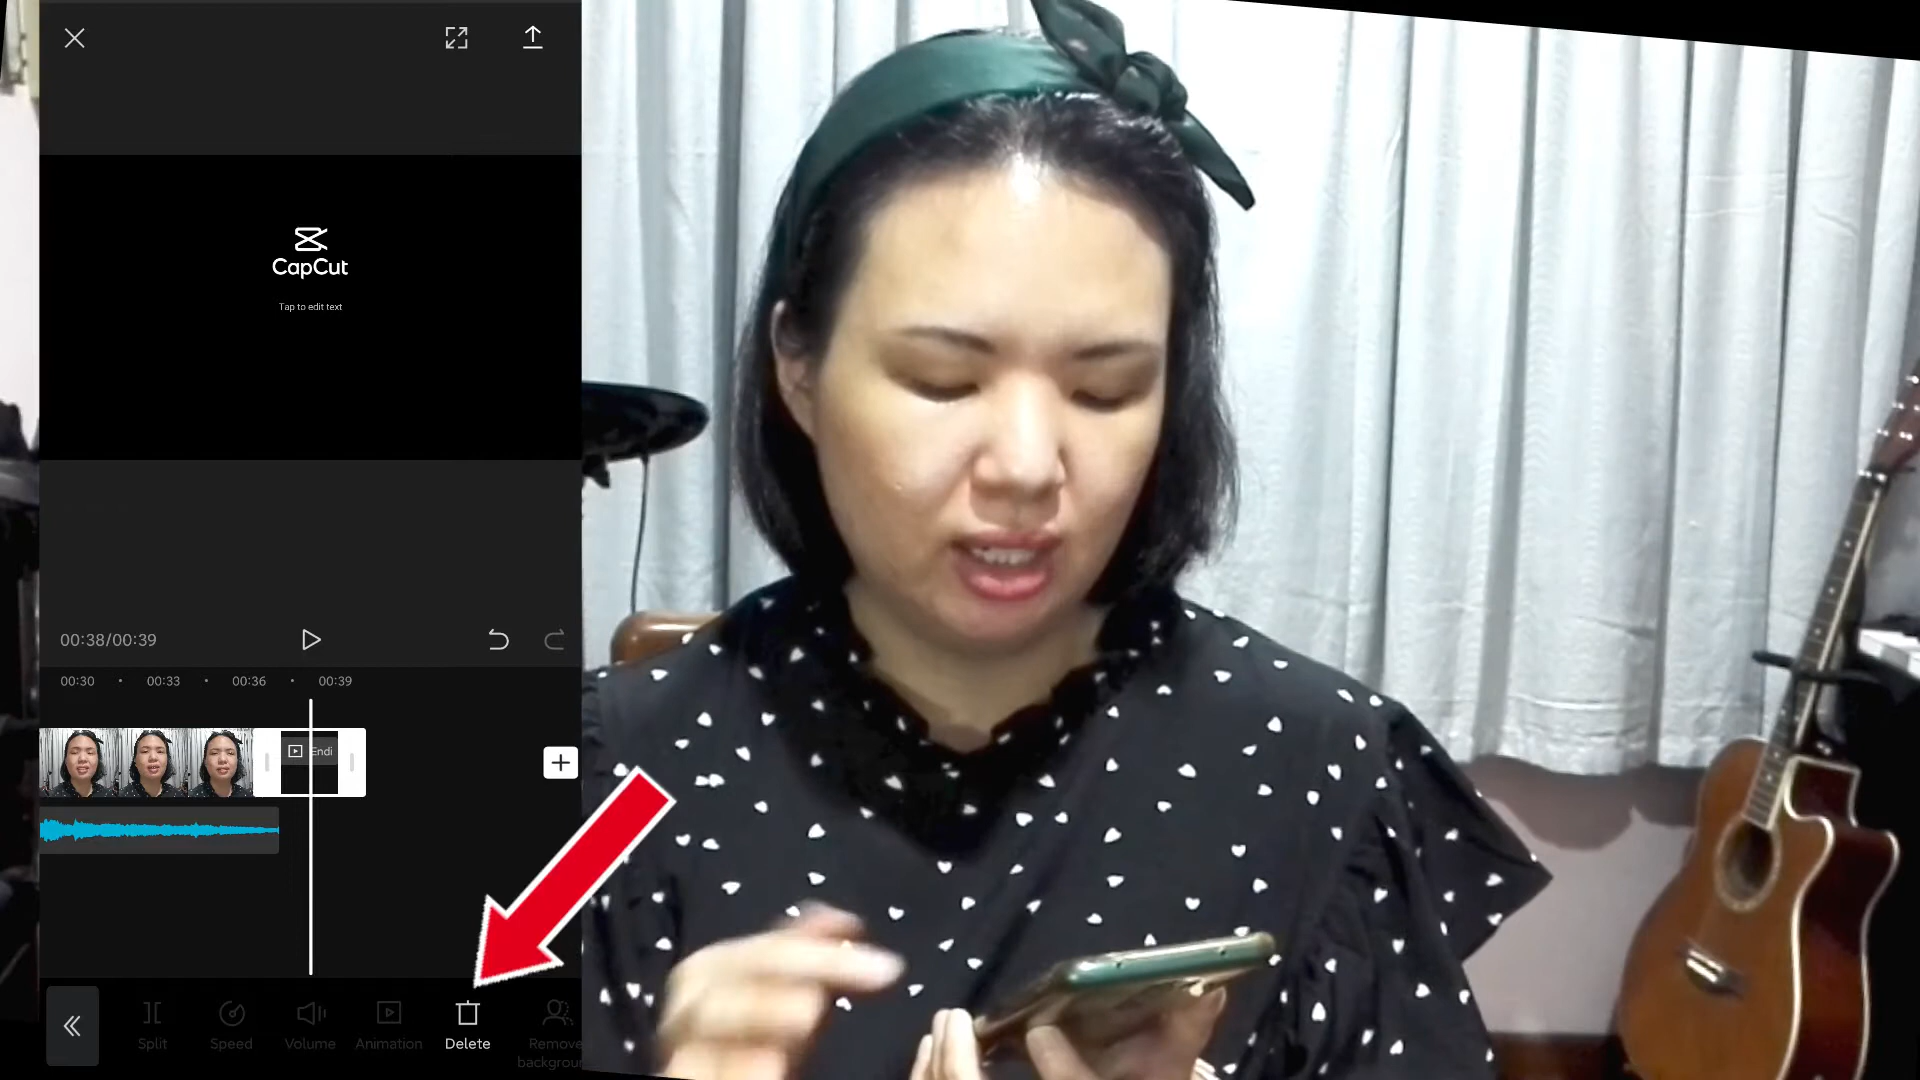 CapCut
Tap to edit text
00:38/00:39
00:30 00:33 00:36 00:39
Endi
Split Speed Volume Animation Delete Remove
backgroun